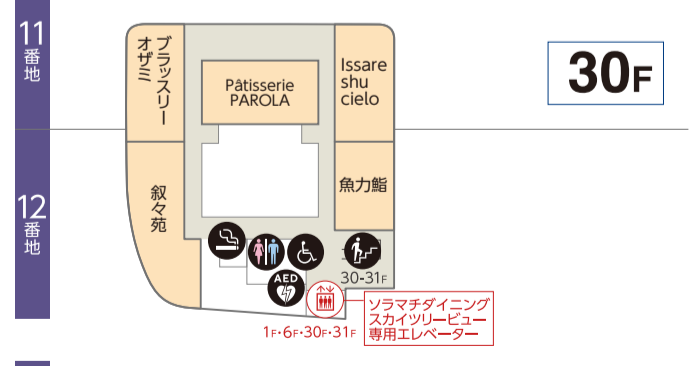 11
番
地
ブラッスリー
オザミ
Pâtisserie
PAROLA
Issare
shu
cielo
30F
12
番
地
叙々苑
魚力鮨
AED
30-31F
1F・6F・30F・31F
ソラマチダイニング
スカイツリービュー
専用エレベーター